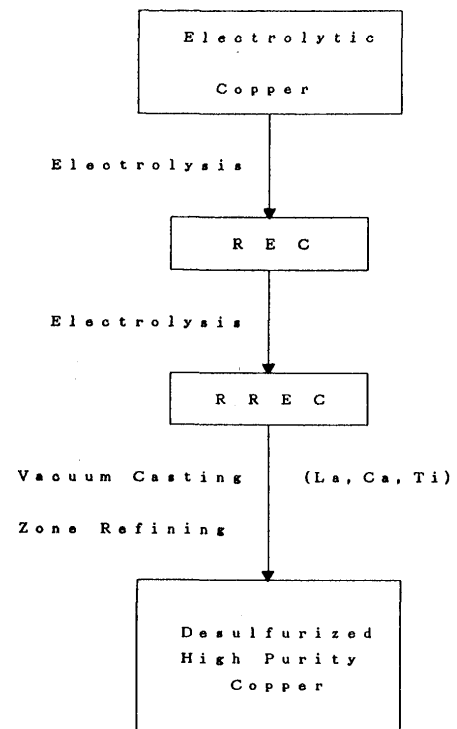 Electrolytic
Copper
Electrolysis
REC
Electrolysis
RREC
Vacuum Casting (La, Ca, Ti)
Zone Refining
Desulfurized
High Purity
Copper